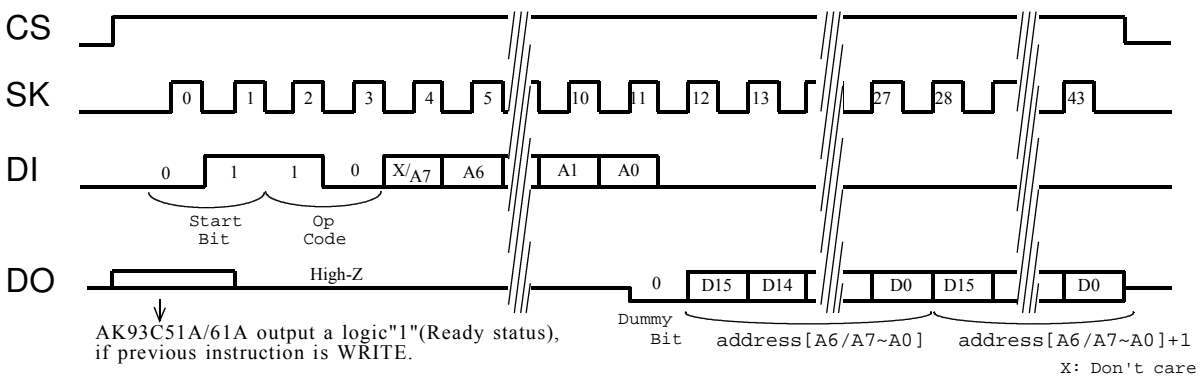 CS
SK 0 1 2 3 4 5 10 11 12 13 27 28 43
DI 0 1 1 0 X/A7 A6 A1 A0
Start Bit
Op Code
DO High-Z 0 D15 D14 D0 D15 D0
AK93C51A/61A output a logic"1"(Ready status),
if previous instruction is WRITE.
Dummy Bit
address[A6/A7~A0] address[A6/A7~A0]+1
X: Don't care